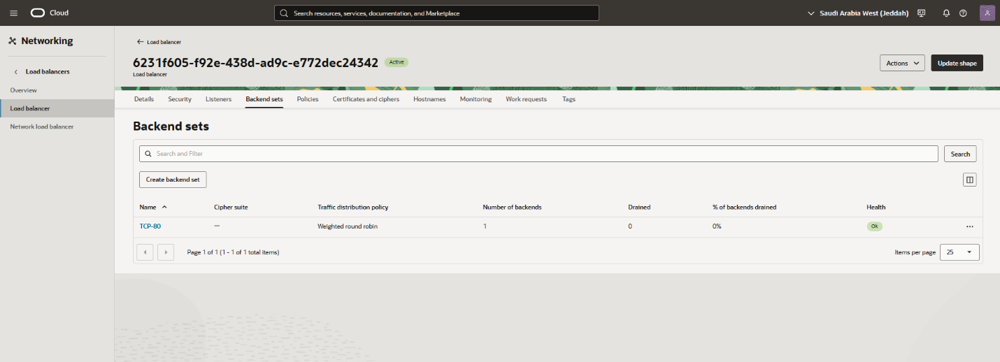 Cloud
Search resources, services, documentation, and Marketplace
Saudi Arabia West (Jeddah)
Networking
Load balancers
Overview
Load balancer
Network load balancer
Load balancer
6231f605-f92e-438d-ad9c-e772dec24342 Active
Load balancer
Actions Update shape
Details Security Listeners Backend sets Policies Certificates and ciphers Hostnames Monitoring Work requests Tags
Backend sets
Search and Filter Search
Create backend set
Name Cipher suite Traffic distribution policy Number of backends Drained % of backends drained Health
TCP-80 — Weighted round robin 1 0 0% Ok ...
Page 1 of 1 (1 - 1 of 1 total items) Items per page 25